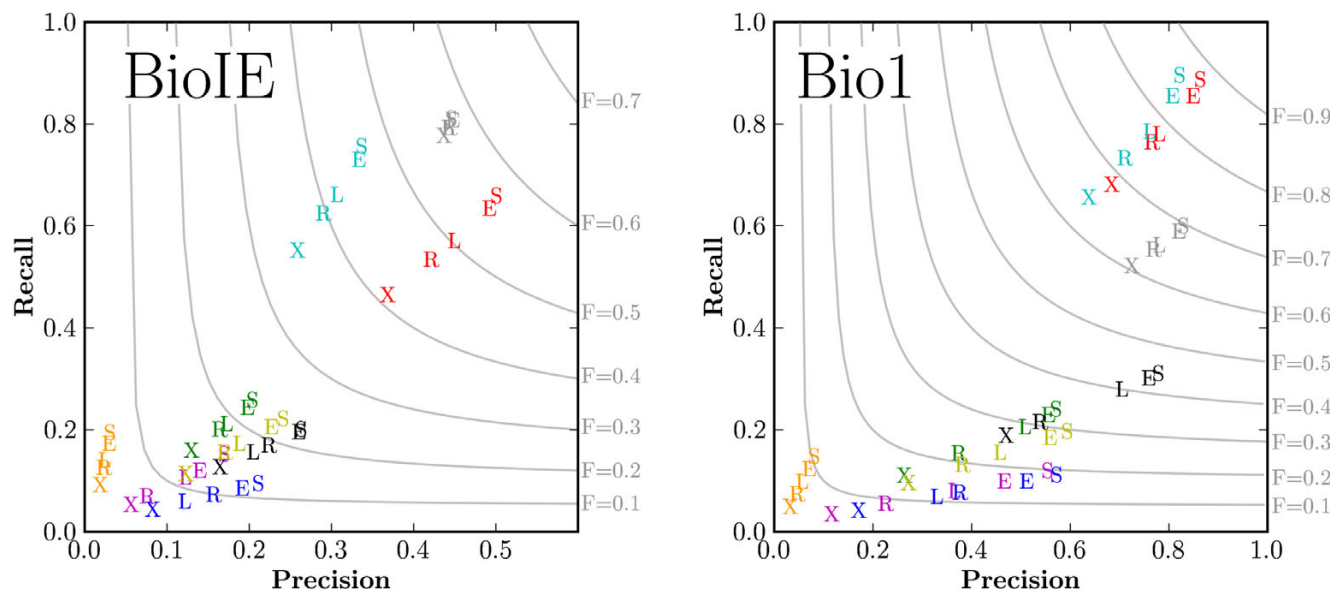 BioIE
1.0
0.8
0.6
0.4
0.2
0.0
Recall
0.0 0.1 0.2 0.3 0.4 0.5
Precision
F=0.7
F=0.6
F=0.5
F=0.4
F=0.3
F=0.2
F=0.1
S
S
E
X
S
E
L
R
X
S
E
L
R
X
S
E
L
R
X
S
E
L
R
X
S
E
L
R
X
S
E
L
R
X
S
E
L
R
X
S
E
L
R
X
Bio1
1.0
0.8
0.6
0.4
0.2
0.0
Recall
0.0 0.2 0.4 0.6 0.8 1.0
Precision
F=0.9
F=0.8
F=0.7
F=0.6
F=0.5
F=0.4
F=0.3
F=0.2
F=0.1
S
E
L
R
X
S
E
L
R
X
S
E
L
R
X
S
E
L
R
X
S
E
L
R
X
S
E
L
R
X
S
E
L
R
X
S
E
L
R
X
S
E
L
R
X